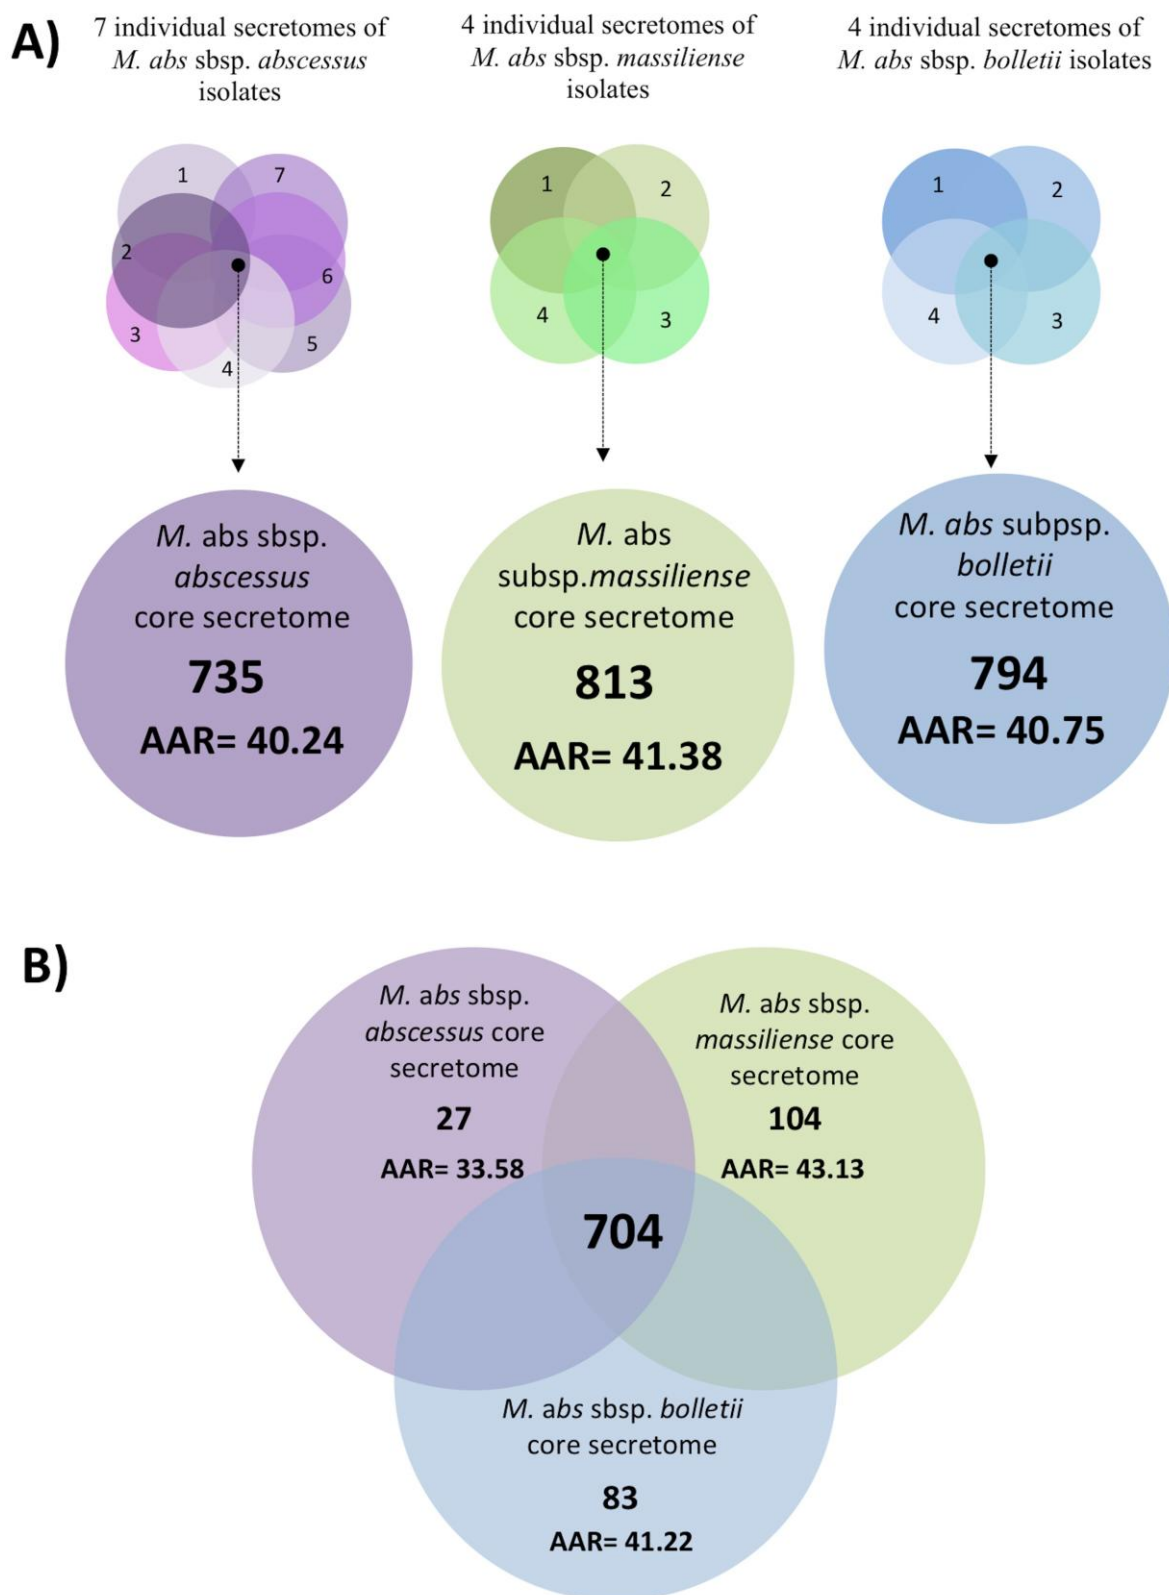 A)
7 individual secretomes of
M. abs sbsp. abscessus
isolates
4 individual secretomes of
M. abs sbsp. massiliense
isolates
4 individual secretomes of
M. abs sbsp. bolletii isolates
1
7
2
6
3
5
4
1
2
4
3
1
2
4
3
M. abs sbsp.
abscessus
core secretome
735
AAR= 40.24
M. abs
subsp.massiliense
core secretome
813
AAR= 41.38
M. abs subpsp.
bolletii
core secretome
794
AAR= 40.75
B)
M. abs sbsp.
abscessus core
secretome
27
AAR= 33.58
M. abs sbsp.
massiliense core
secretome
104
AAR= 43.13
704
M. abs sbsp. bolletii
core secretome
83
AAR= 41.22